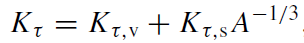 K_τ = K_{τ,v} + K_{τ,s} A^{−1/3}.